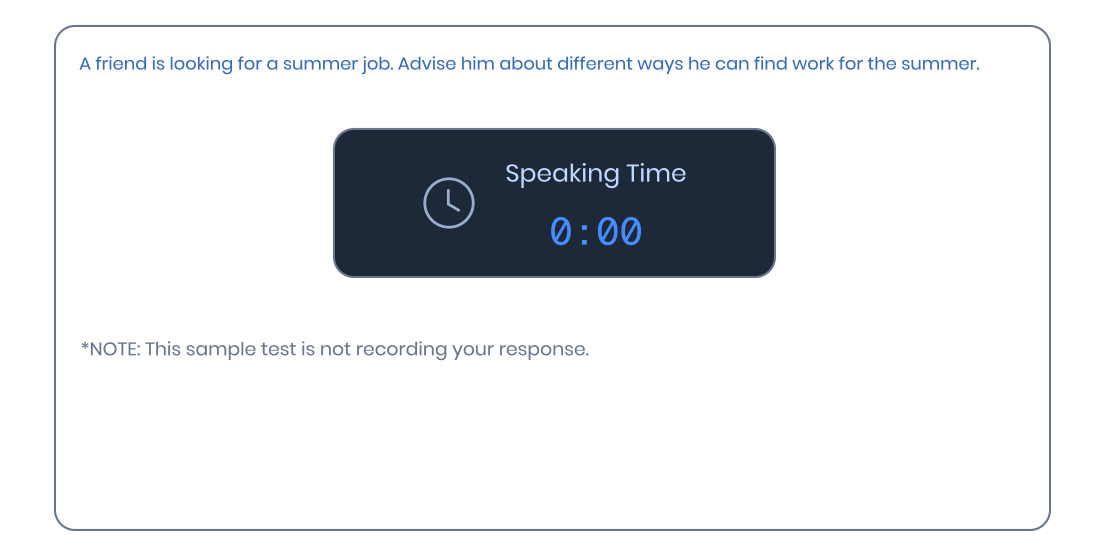 A friend is looking for a summer job. Advise him about different ways he can find work for the summer.
Speaking Time
0:00
*NOTE: This sample test is not recording your response.